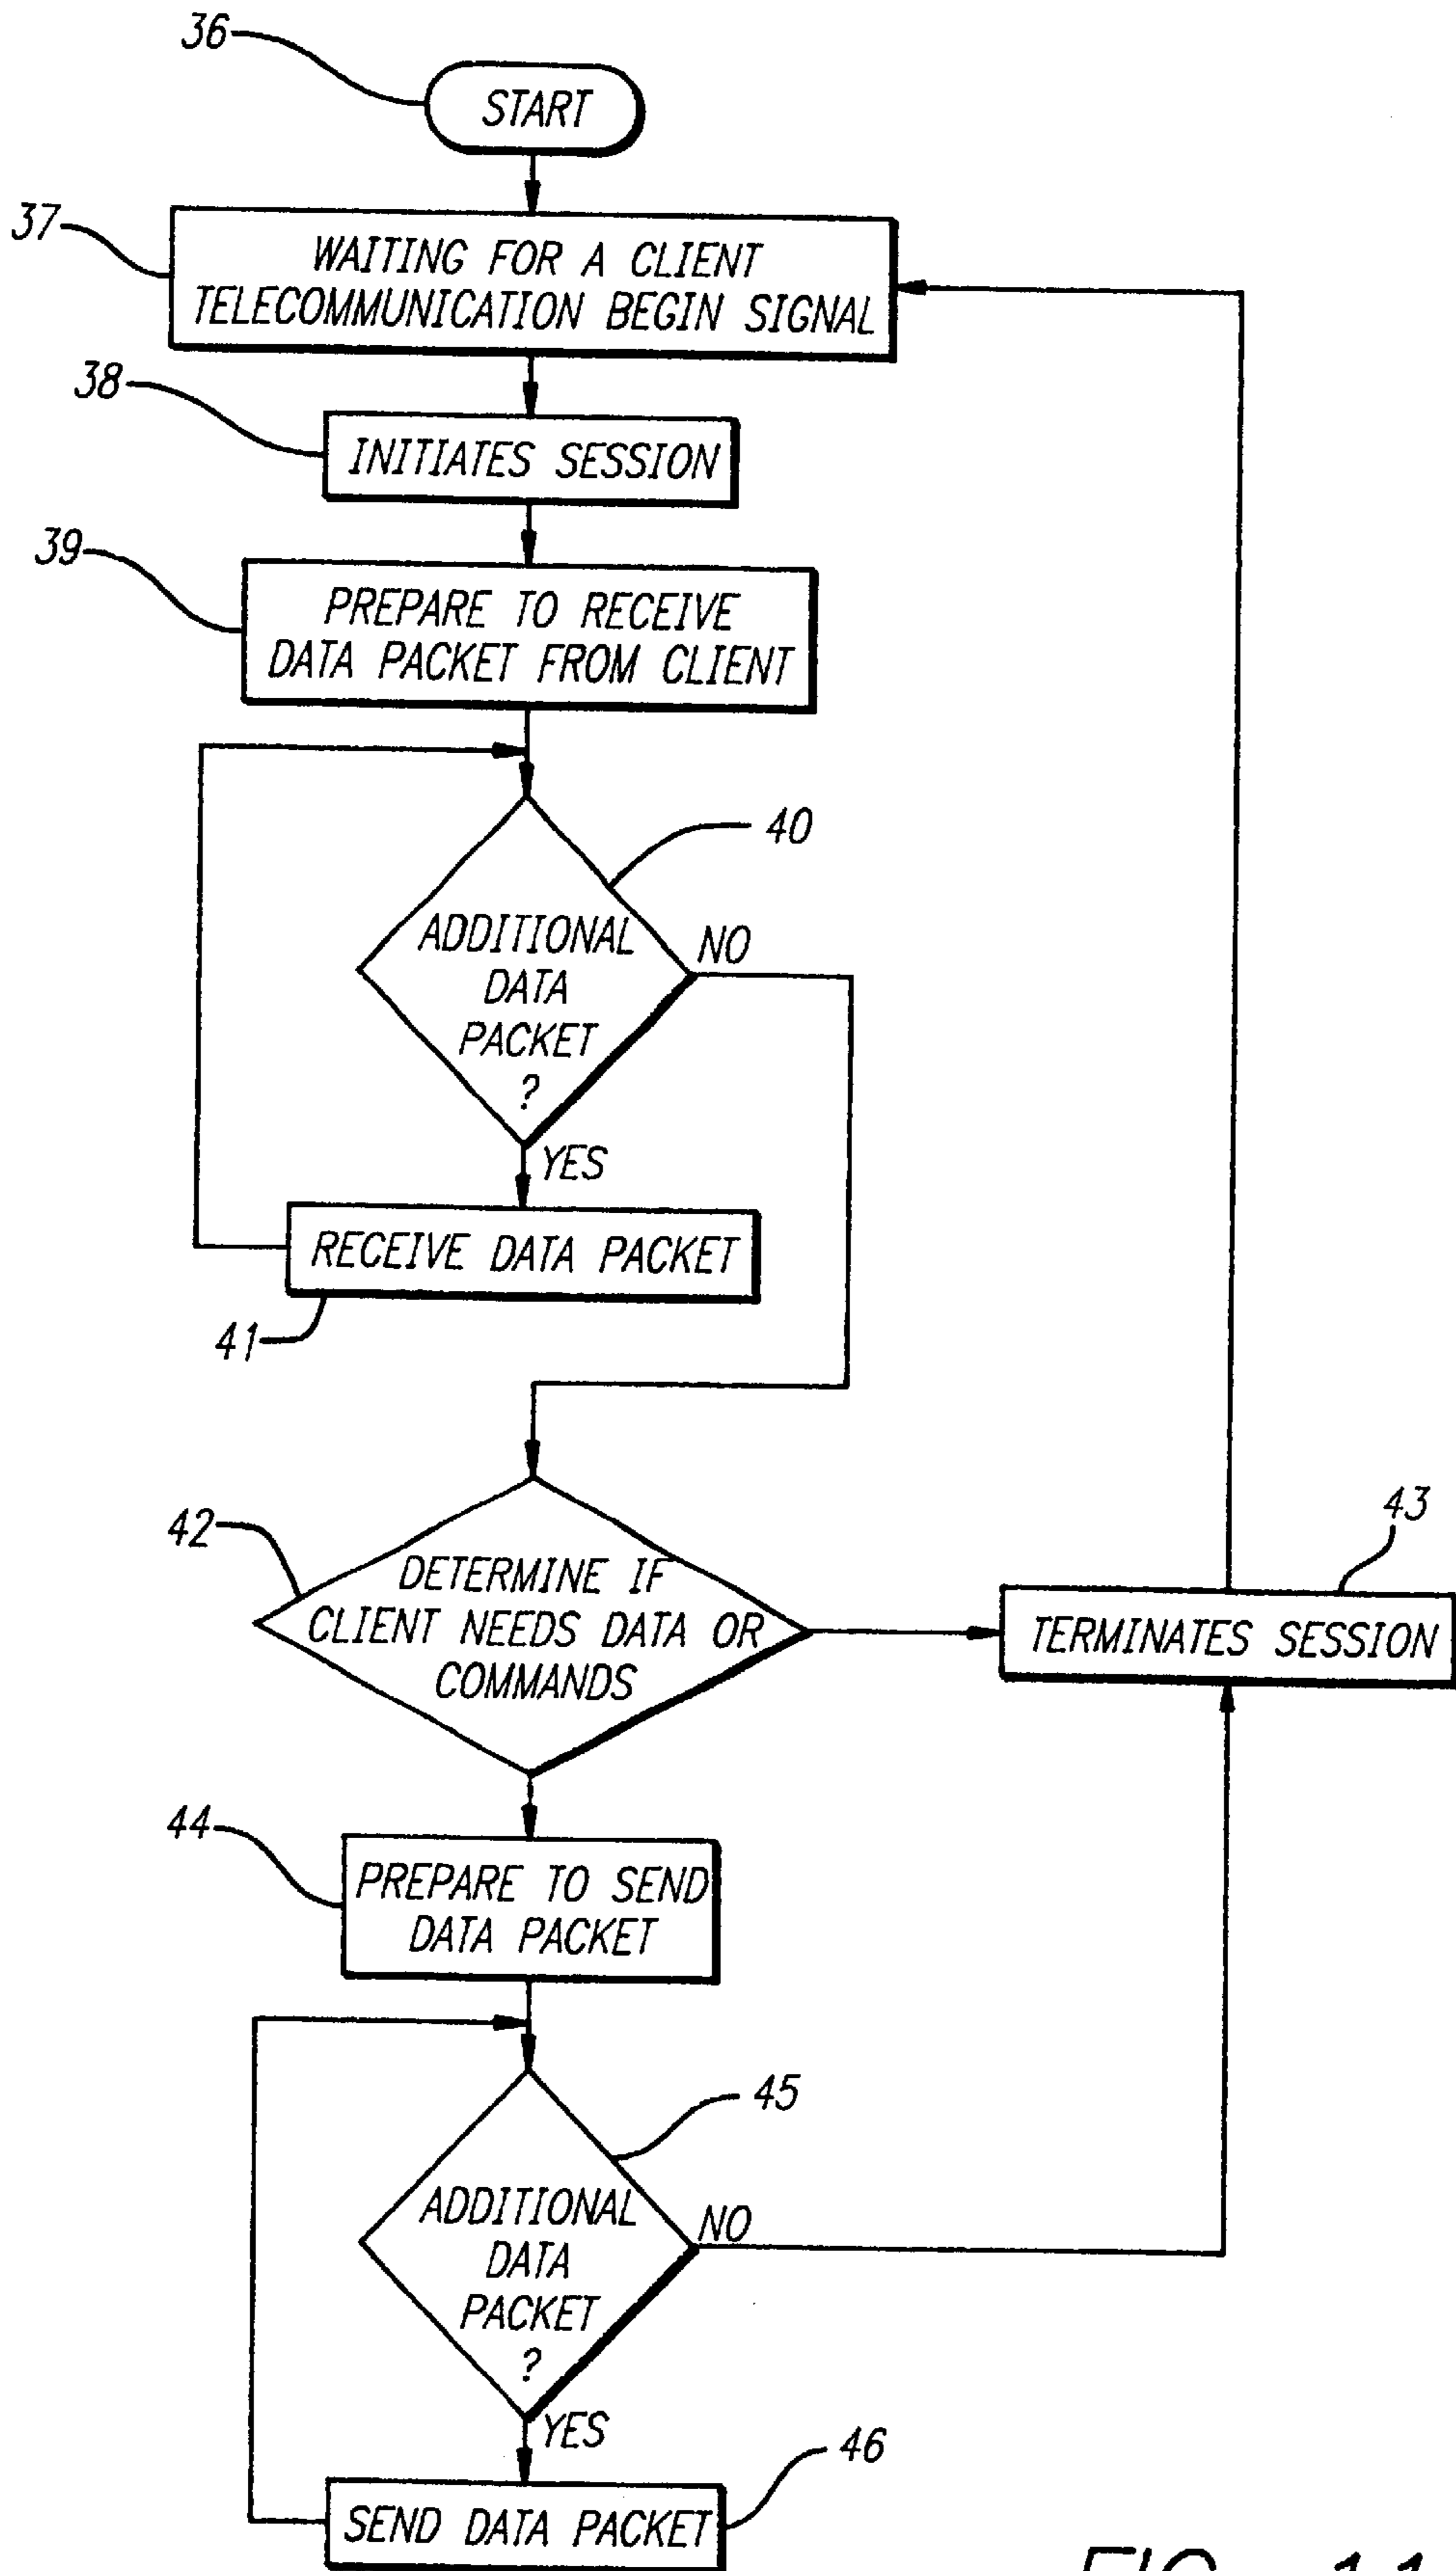 36
START
37
WAITING FOR A CLIENT
TELECOMMUNICATION BEGIN SIGNAL
38
INITIATES SESSION
39
PREPARE TO RECEIVE
DATA PACKET FROM CLIENT
40
ADDITIONAL
DATA
PACKET
?
NO
YES
RECEIVE DATA PACKET
41
42
DETERMINE IF
CLIENT NEEDS DATA OR
COMMANDS
43
TERMINATES SESSION
44
PREPARE TO SEND
DATA PACKET
45
ADDITIONAL
DATA
PACKET
?
NO
YES
46
SEND DATA PACKET
FIG. 11